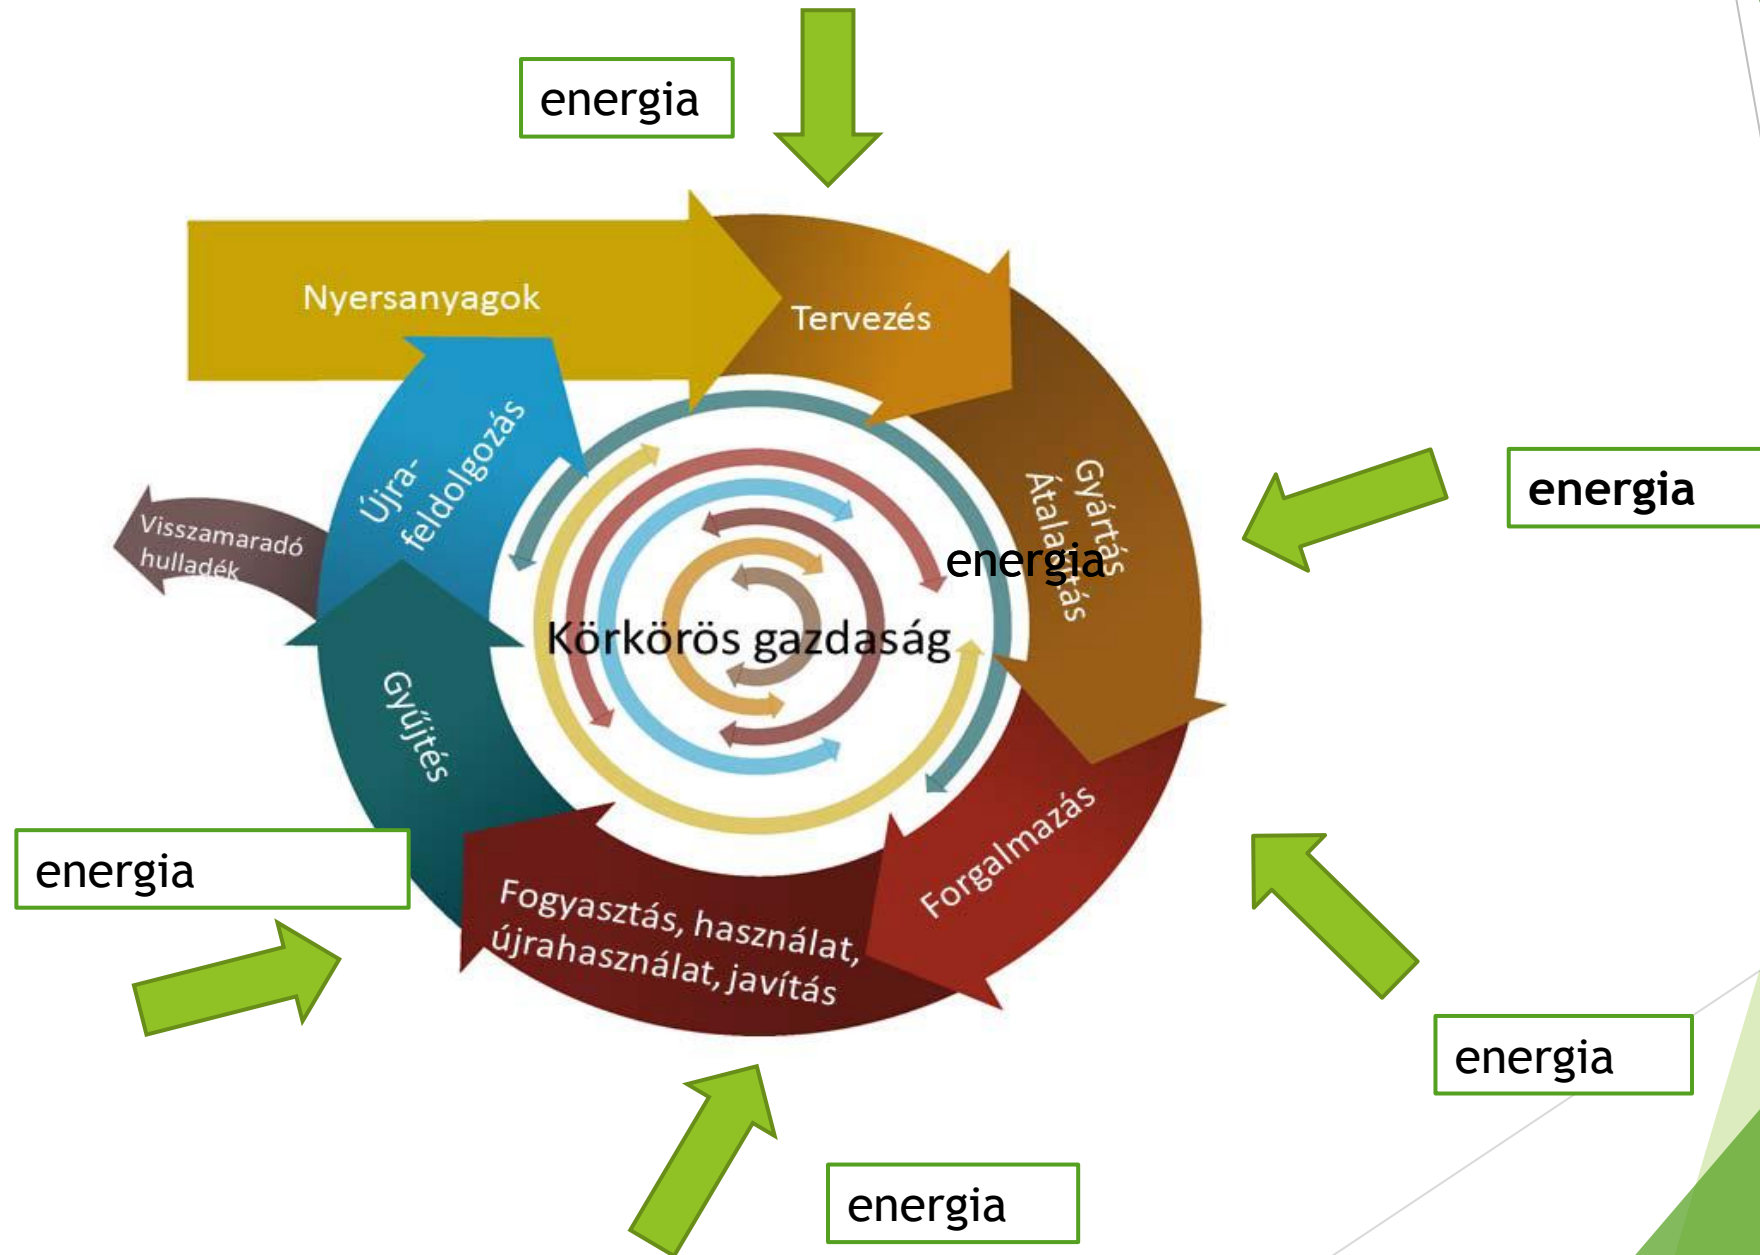 energia
Nyersanyagok
Tervezés
Gyártás
Átalakítás
energia
energia
Újra-
feldolgozás
Visszamaradó
hulladék
Körkörös gazdaság
Gyűjtés
Forgalmazás
energia
Fogyasztás, használat,
újrahasználat, javítás
energia
energia